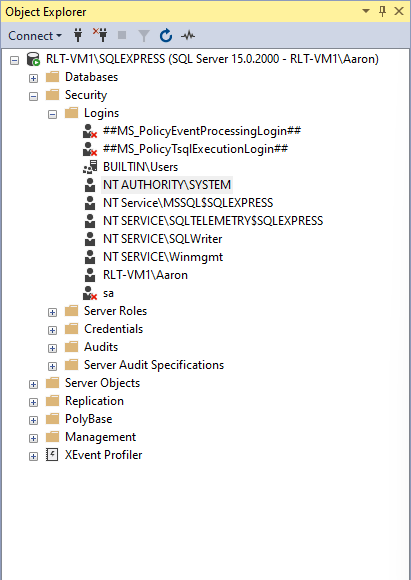 Object Explorer
Connect
RLT-VM1\SQLEXPRESS (SQL Server 15.0.2000 - RLT-VM1\Aaron)
Databases
Security
Logins
##MS_PolicyEventProcessingLogin##
##MS_PolicyTsqlExecutionLogin##
BUILTIN\Users
NT AUTHORITY\SYSTEM
NT Service\MSSQL$SQLEXPRESS
NT SERVICE\SQLTELEMETRY$SQLEXPRESS
NT SERVICE\SQLWriter
NT SERVICE\Winmgmt
RLT-VM1\Aaron
sa
Server Roles
Credentials
Audits
Server Audit Specifications
Server Objects
Replication
PolyBase
Management
XEvent Profiler